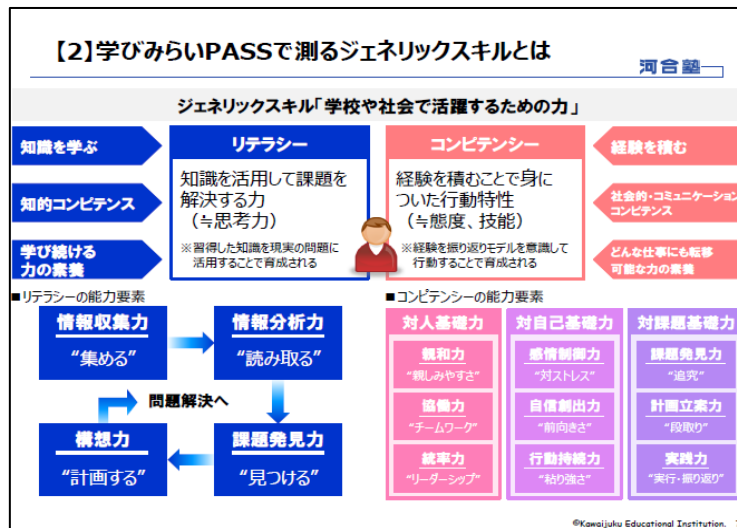 【2】学びみらいPASSで測るジェネリックスキルとは
河合塾
ジェネリックスキル「学校や社会で活躍するための力」
知識を学ぶ
知的コンピテンス
学び続ける
力の素養
リテラシー
知識を活用して課題を
解決する力
（≒思考力）
※習得した知識を現実の問題に
活用することで育成される
コンピテンシー
経験を積むことで身に
ついた行動特性
（≒態度、技能）
※経験を振り返りモデルを意識して
行動することで育成される
経験を積む
社会的・コミュニケーション
コンピテンス
どんな仕事にも転移
可能な力の素養
■リテラシーの能力要素
情報収集力
“集める”
情報分析力
“読み取る”
問題解決へ
構想力
“計画する”
課題発見力
“見つける”
■コンピテンシーの能力要素
対人基礎力
親和力
“親しみやすさ”
協働力
“チームワーク”
統率力
“リーダーシップ”
対自己基礎力
感情制御力
“対ストレス”
自信創出力
“前向きさ”
行動持続力
“粘り強さ”
対課題基礎力
課題発見力
“追究”
計画立案力
“段取り”
実践力
“実行・振り返り”
©Kawaijuku Educational Institution.